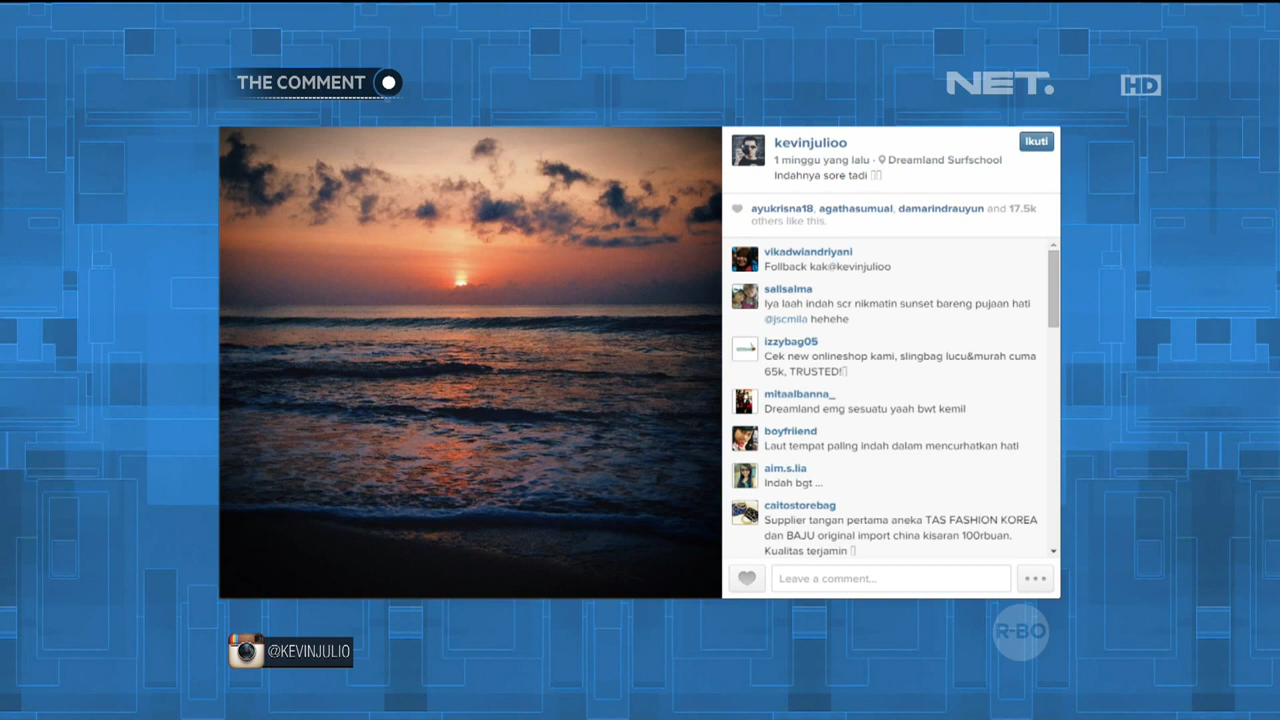 THE COMMENT
NET.
HD
kevinjulioo
Ikuti
1 minggu yang lalu · Dreamland Surfschool
Indahnya sore tadi
ayukrisna18, agathasumual, damarindrauyun and 17.5k
others like this.
vikadwiandriyani
Follback kak@kevinjulioo
salisalma
Iya laah indah scr nikmatin sunset bareng pujaan hati
@jscmila hehehe
izzybag05
Cek new onlineshop kami, slingbag lucu&murah cuma
65k, TRUSTED!
mitaalbanna_
Dreamland emg sesuatu yaah bwt kemil
boyfriiend
Laut tempat paling indah dalam mencurhatkan hati
aim.s.lia
Indah bgt ...
caitostorebag
Supplier tangan pertama aneka TAS FASHION KOREA
dan BAJU original import china kisaran 100rbuan.
Kualitas terjamin
Leave a comment...
R-BO
@KEVINJULIO